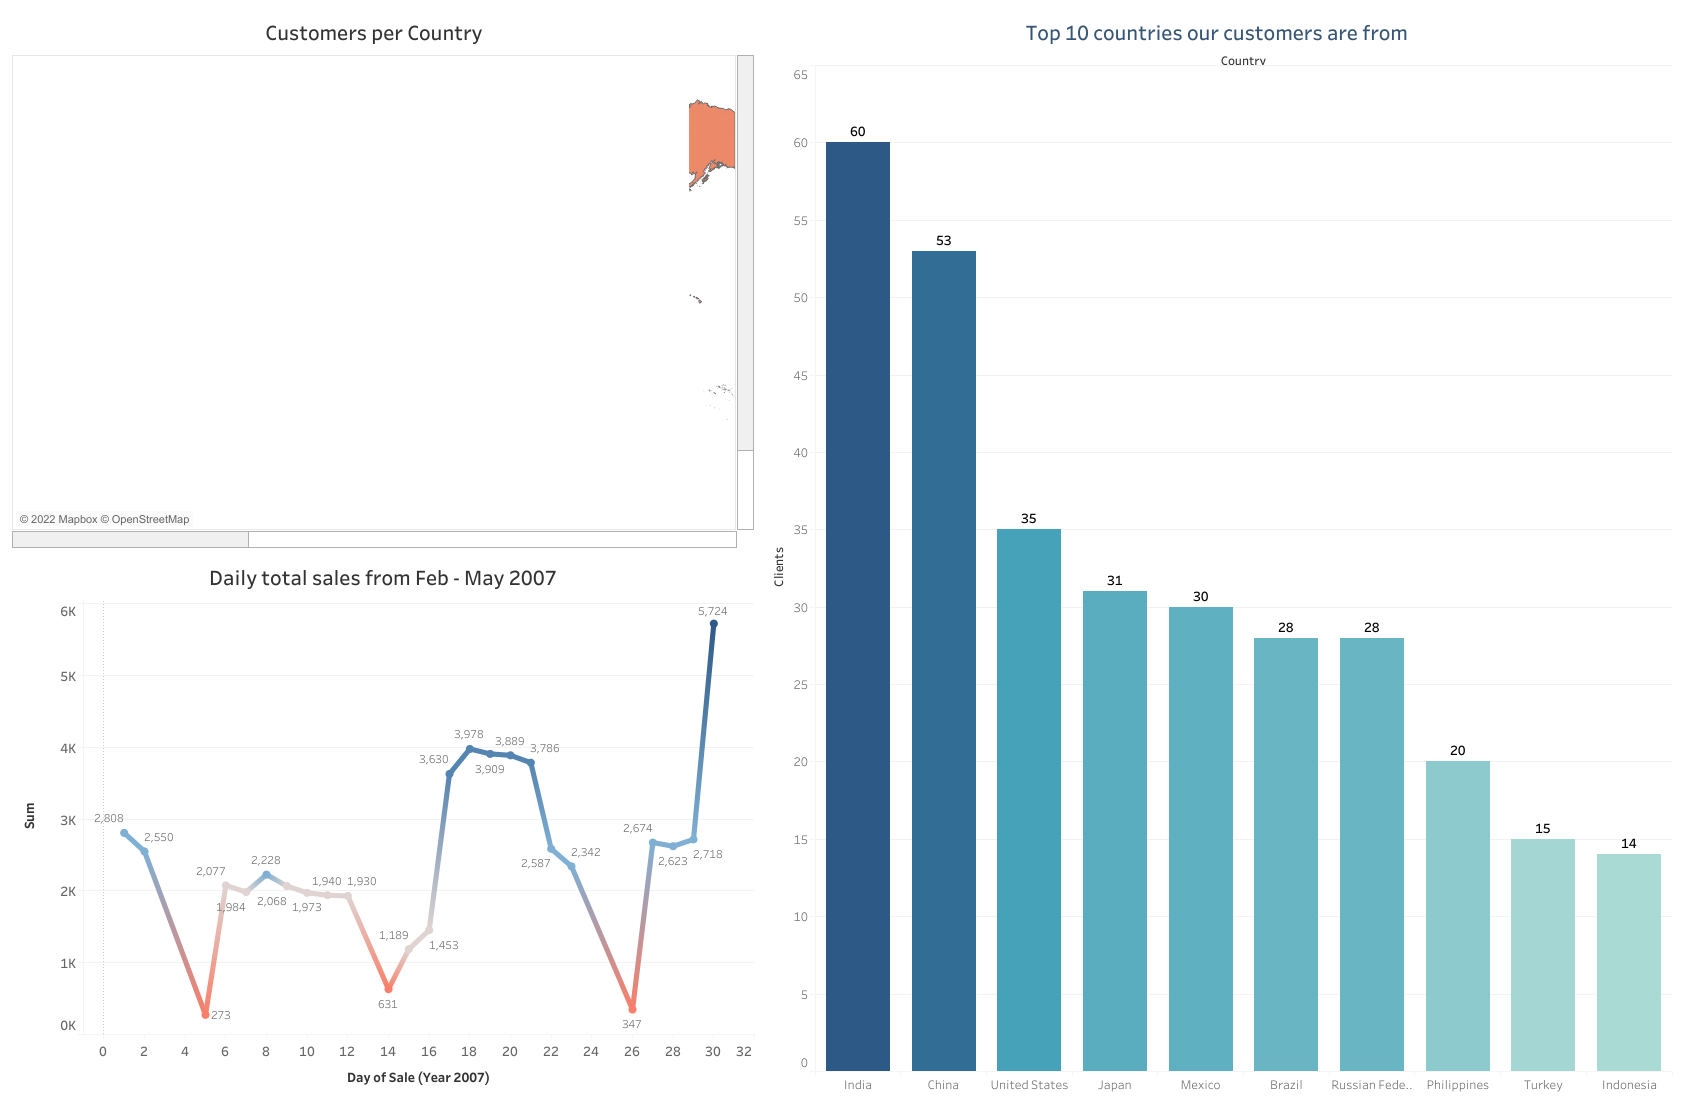 Customers per Country
© 2022 Mapbox © OpenStreetMap
Daily total sales from Feb - May 2007
Sum
6K
5K
4K
3K
2K
1K
0K
2,808
2,550
273
2,077
1,984
2,228
2,068
1,973
1,940
1,930
631
1,189
1,453
3,630
3,978
3,909
3,889
3,786
2,587
2,342
347
2,674
2,623
2,718
5,724
0 2 4 6 8 10 12 14 16 18 20 22 24 26 28 30 32
Day of Sale (Year 2007)
Top 10 countries our customers are from
Country
Clients
65
60
55
50
45
40
35
30
25
20
15
10
5
0
60
53
35
31
30
28
28
20
15
14
India China United States Japan Mexico Brazil Russian Fede.. Philippines Turkey Indonesia